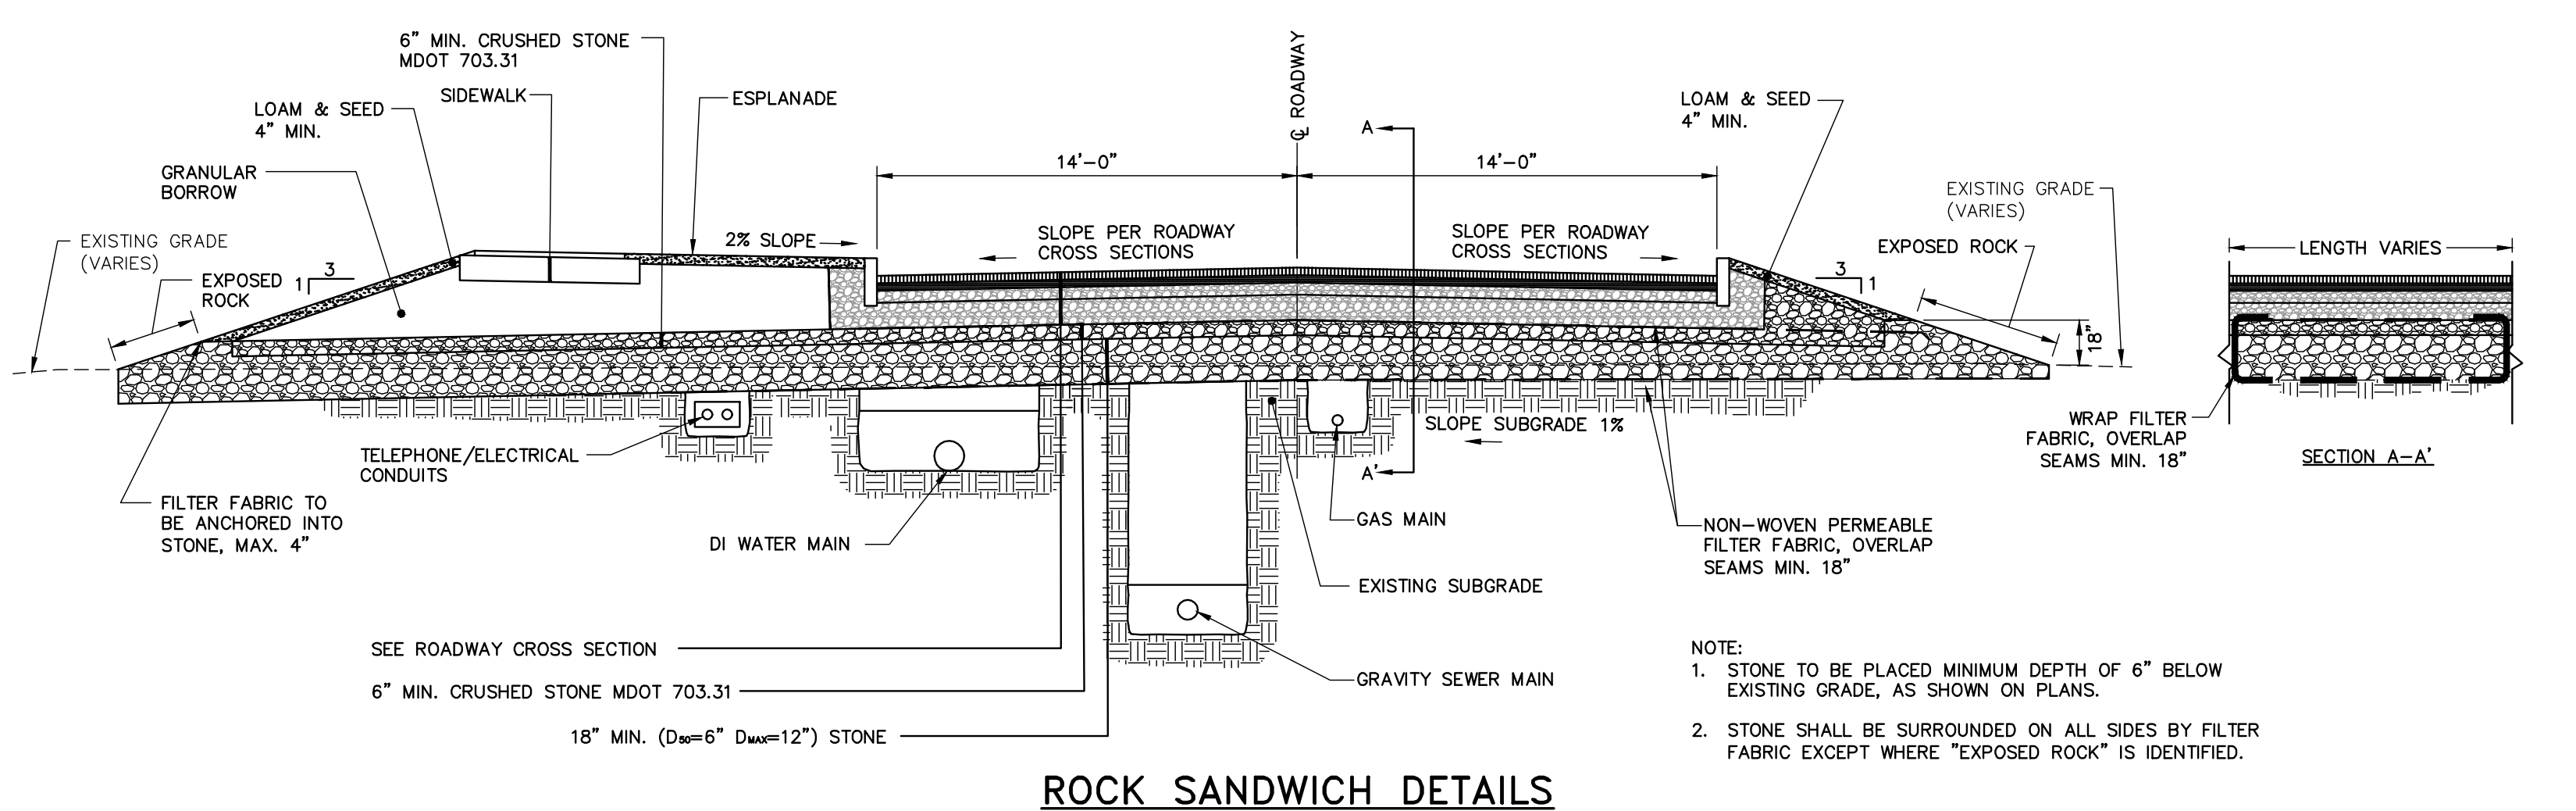 6” MIN. CRUSHED STONE
MDOT 703.31
SIDEWALK
LOAM & SEED
4” MIN.
GRANULAR
BORROW
ESPLANADE
EXISTING GRADE
(VARIES)
EXPOSED
ROCK
1
3
2% SLOPE
14’-0”
14’-0”
℄ ROADWAY
A
SLOPE PER ROADWAY
CROSS SECTIONS
SLOPE PER ROADWAY
CROSS SECTIONS
LOAM & SEED
4” MIN.
EXISTING GRADE
(VARIES)
EXPOSED ROCK
3
1
18”
LENGTH VARIES
WRAP FILTER
FABRIC, OVERLAP
SEAMS MIN. 18”
SECTION A-A’
TELEPHONE/ELECTRICAL
CONDUITS
FILTER FABRIC TO
BE ANCHORED INTO
STONE, MAX. 4”
DI WATER MAIN
SLOPE SUBGRADE 1%
A’
GAS MAIN
EXISTING SUBGRADE
NON-WOVEN PERMEABLE
FILTER FABRIC, OVERLAP
SEAMS MIN. 18”
SEE ROADWAY CROSS SECTION
6” MIN. CRUSHED STONE MDOT 703.31
18” MIN. (D50=6” DMAX=12”) STONE
GRAVITY SEWER MAIN
NOTE:
1. STONE TO BE PLACED MINIMUM DEPTH OF 6” BELOW
EXISTING GRADE, AS SHOWN ON PLANS.
2. STONE SHALL BE SURROUNDED ON ALL SIDES BY FILTER
FABRIC EXCEPT WHERE ”EXPOSED ROCK” IS IDENTIFIED.
ROCK SANDWICH DETAILS